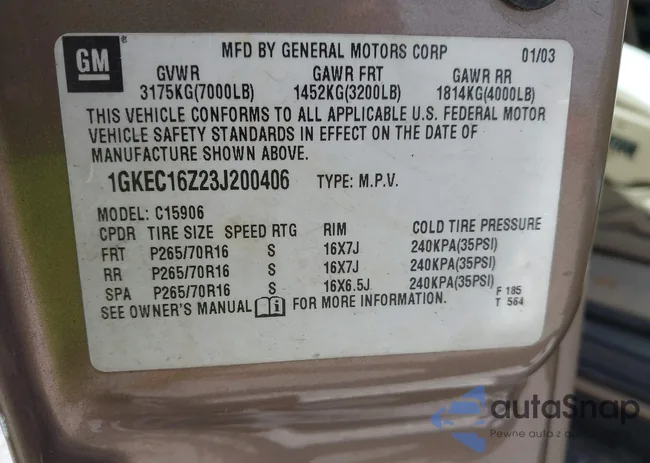 GM
MFD BY GENERAL MOTORS CORP 01/03
GVWR GAWR FRT GAWR RR
3175KG(7000LB) 1452KG(3200LB) 1814KG(4000LB)
THIS VEHICLE CONFORMS TO ALL APPLICABLE U.S. FEDERAL MOTOR
VEHICLE SAFETY STANDARDS IN EFFECT ON THE DATE OF
MANUFACTURE SHOWN ABOVE.
1GKEC16Z23J200406 TYPE: M.P.V.
MODEL: C15906
CPDR TIRE SIZE SPEED RTG RIM COLD TIRE PRESSURE
FRT P265/70R16 S 16X7J 240KPA(35PSI)
RR P265/70R16 S 16X7J 240KPA(35PSI)
SPA P265/70R16 S 16X6.5J 240KPA(35PSI)
SEE OWNER'S MANUAL FOR MORE INFORMATION.
F 185
T 564
autaSnap
Pewne auto z aukcji